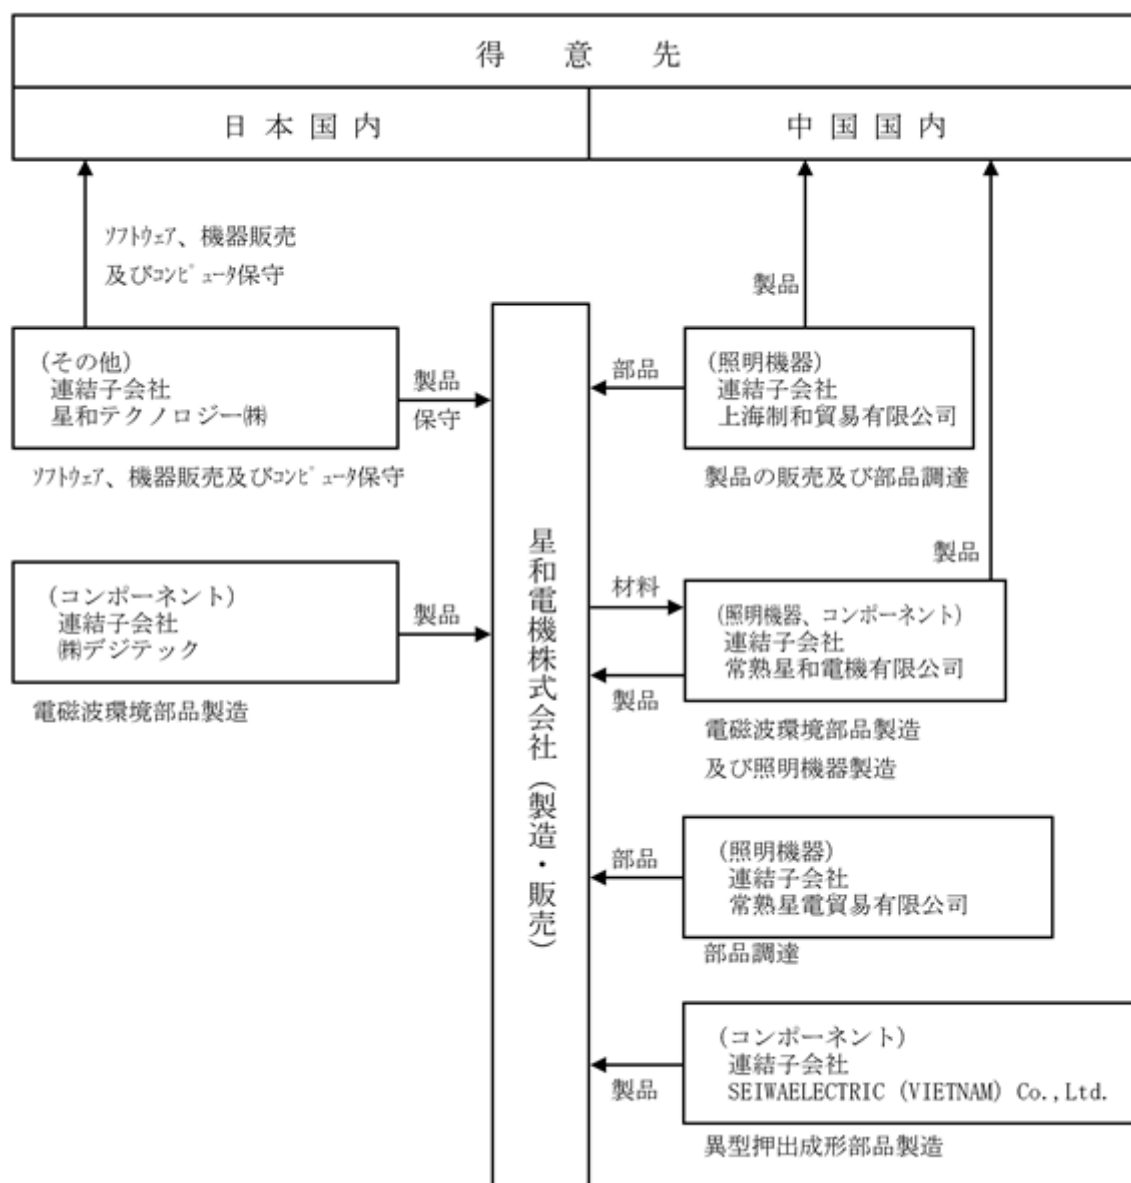 得意先
日本国内
中国国内
ｿﾌﾄｳｪｱ、機器販売
及びｺﾝﾋﾟｭｰﾀ保守
製品
(その他)
連結子会社
星和テクノロジー㈱
製品
保守
ｿﾌﾄｳｪｱ、機器販売及びｺﾝﾋﾟｭｰﾀ保守
部品
(照明機器)
連結子会社
上海制和貿易有限公司
製品の販売及び部品調達
製品
(コンポーネント)
連結子会社
㈱デジテック
製品
電磁波環境部品製造
星和電機株式会社（製造・販売）
材料
製品
(照明機器、コンポーネント)
連結子会社
常熟星和電機有限公司
電磁波環境部品製造
及び照明機器製造
部品
(照明機器)
連結子会社
常熟星電貿易有限公司
部品調達
製品
(コンポーネント)
連結子会社
SEIWAELECTRIC (VIETNAM) Co.,Ltd.
異型押出成形部品製造